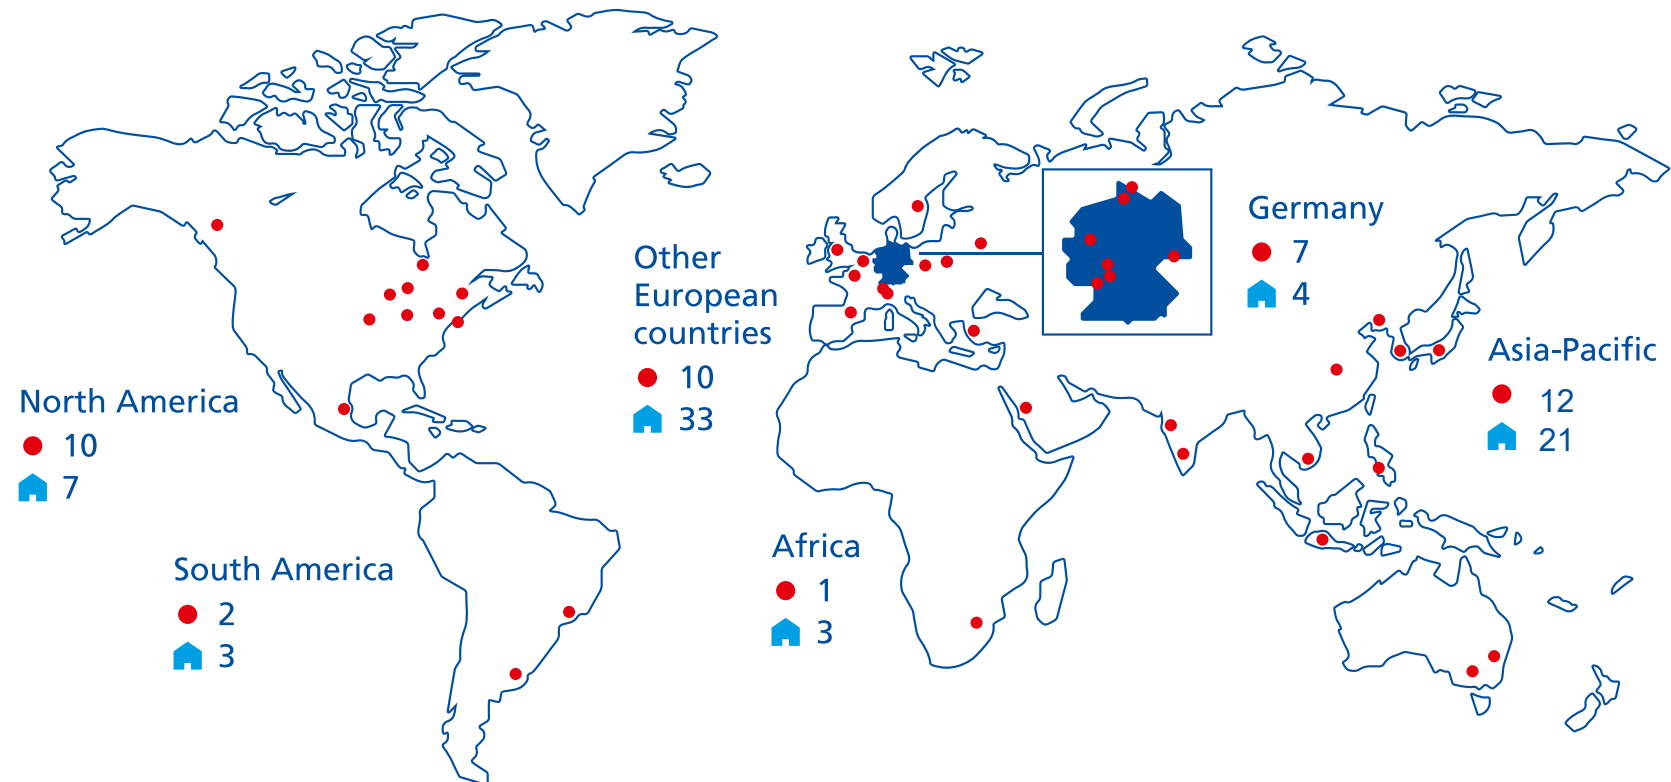 North America
10
7
South America
2
3
Other
European
countries
10
33
Africa
1
3
Germany
7
4
Asia-Pacific
12
21